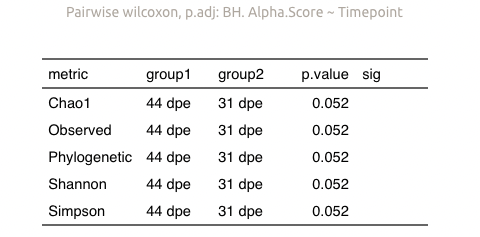 Pairwise wilcoxon, p.adj: BH. Alpha.Score ~ Timepoint
metric group1 group2 p.value sig
Chao1 44 dpe 31 dpe 0.052
Observed 44 dpe 31 dpe 0.052
Phylogenetic 44 dpe 31 dpe 0.052
Shannon 44 dpe 31 dpe 0.052
Simpson 44 dpe 31 dpe 0.052